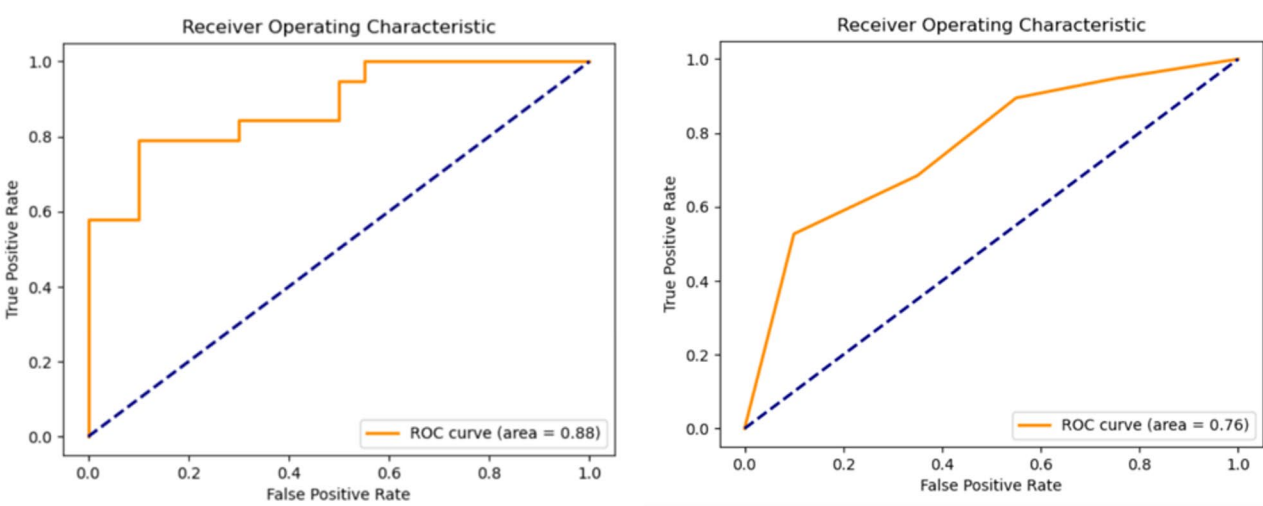 Receiver Operating Characteristic
1.0
0.8
0.6
0.4
0.2
0.0
True Positive Rate
ROC curve (area = 0.88)
0.0 0.2 0.4 0.6 0.8 1.0
False Positive Rate
Receiver Operating Characteristic
1.0
0.8
0.6
0.4
0.2
0.0
True Positive Rate
ROC curve (area = 0.76)
0.0 0.2 0.4 0.6 0.8 1.0
False Positive Rate